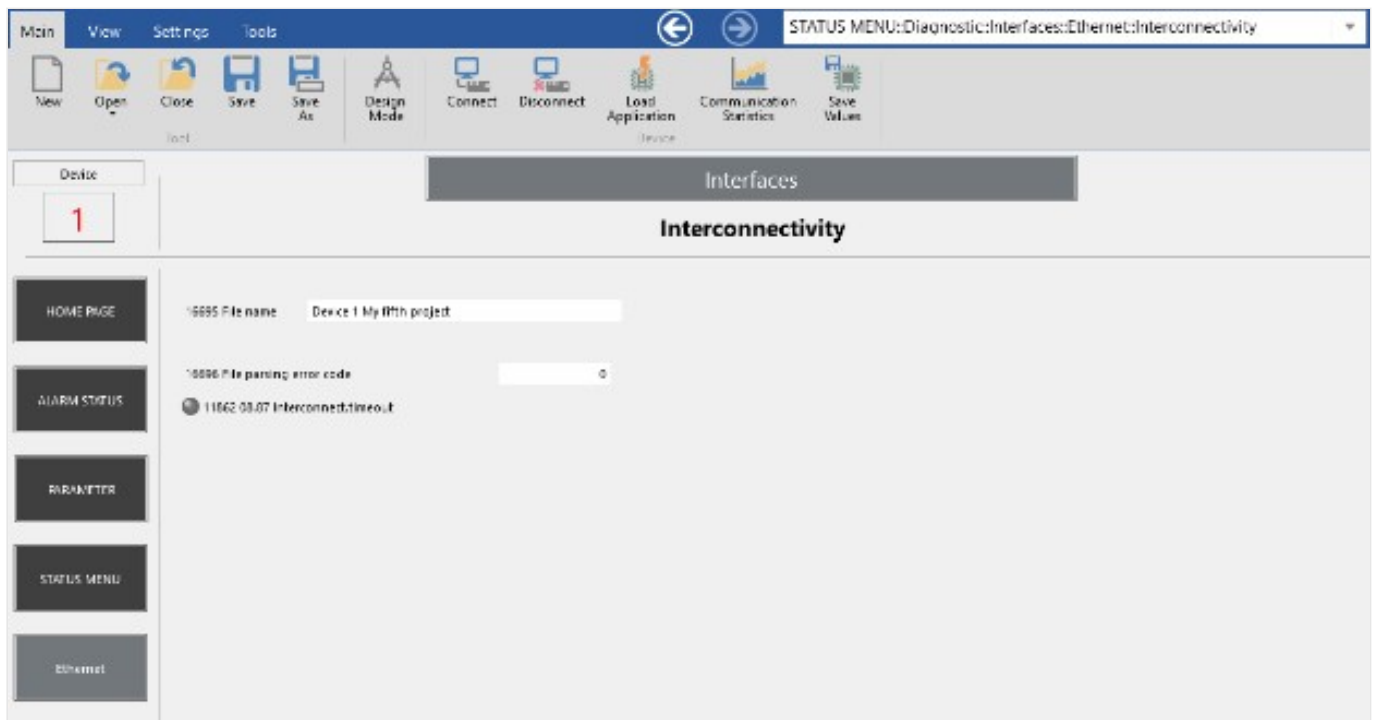 Main View Settings Tools
STATUS MENU::Diagnostic::Interfaces::Ethernet::Interconnectivity
New Open Close Save Save As Design Mode Connect Disconnect Load Application Communication Statistics Save Values
Tool Device
Device
Interfaces
1
Interconnectivity
HOME PAGE
16695 File name Device 1 My fifth project
16696 File parsing error code 0
ALARM STATUS
11862 08.07 Interconnect.timeout
PARAMETER
STATUS MENU
Ethernet